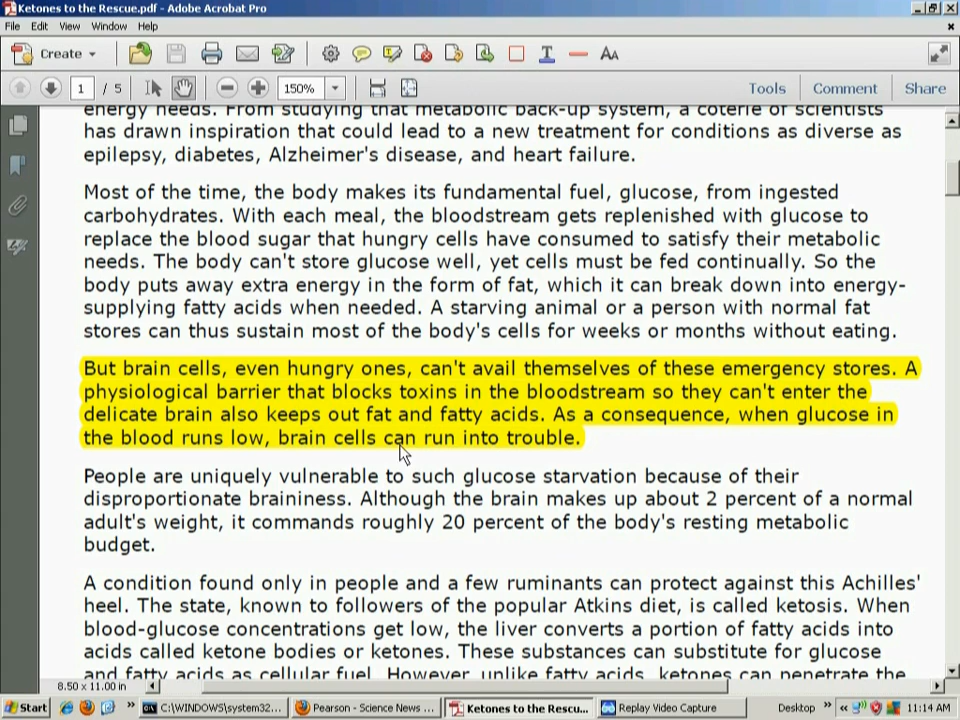 Ketones to the Rescue.pdf - Adobe Acrobat Pro
File Edit View Window Help
Create
1 / 5 150% Tools Comment Share
energy needs. From studying that metabolic back-up system, a coterie of scientists
has drawn inspiration that could lead to a new treatment for conditions as diverse as
epilepsy, diabetes, Alzheimer's disease, and heart failure.
Most of the time, the body makes its fundamental fuel, glucose, from ingested
carbohydrates. With each meal, the bloodstream gets replenished with glucose to
replace the blood sugar that hungry cells have consumed to satisfy their metabolic
needs. The body can't store glucose well, yet cells must be fed continually. So the
body puts away extra energy in the form of fat, which it can break down into energy-
supplying fatty acids when needed. A starving animal or a person with normal fat
stores can thus sustain most of the body's cells for weeks or months without eating.
But brain cells, even hungry ones, can't avail themselves of these emergency stores. A
physiological barrier that blocks toxins in the bloodstream so they can't enter the
delicate brain also keeps out fat and fatty acids. As a consequence, when glucose in
the blood runs low, brain cells can run into trouble.
People are uniquely vulnerable to such glucose starvation because of their
disproportionate braininess. Although the brain makes up about 2 percent of a normal
adult's weight, it commands roughly 20 percent of the body's resting metabolic
budget.
A condition found only in people and a few ruminants can protect against this Achilles'
heel. The state, known to followers of the popular Atkins diet, is called ketosis. When
blood-glucose concentrations get low, the liver converts a portion of fatty acids into
acids called ketone bodies or ketones. These substances can substitute for glucose
and fatty acids as cellular fuel. However, unlike fatty acids, ketones can penetrate the
8.50 x 11.00 in
Start C:\WINDOWS\system32... Pearson - Science News ... Ketones to the Rescu... Replay Video Capture Desktop 11:14 AM